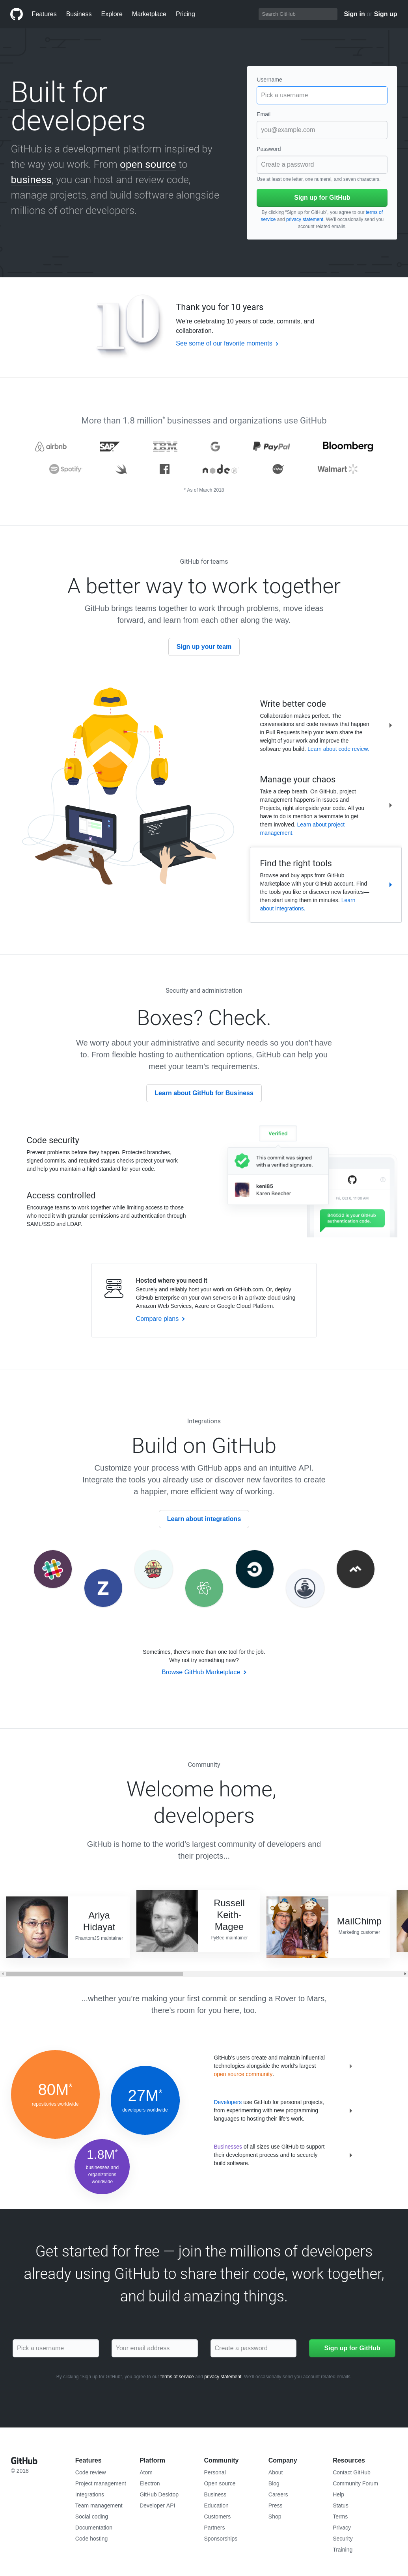 Features Business Explore Marketplace Pricing Search GitHub Sign in or Sign up
Built for
developers
GitHub is a development platform inspired by
the way you work. From open source to
business, you can host and review code,
manage projects, and build software alongside
millions of other developers.
Username
Pick a username
Email
you@example.com
Password
Create a password
Use at least one letter, one numeral, and seven characters.
Sign up for GitHub
By clicking "Sign up for GitHub", you agree to our terms of
service and privacy statement. We'll occasionally send you
account related emails.
10
Thank you for 10 years
We're celebrating 10 years of code, commits, and
collaboration.
See some of our favorite moments
More than 1.8 million* businesses and organizations use GitHub
airbnb SAP IBM G PayPal Bloomberg
Spotify node Walmart
* As of March 2018
GitHub for teams
A better way to work together
GitHub brings teams together to work through problems, move ideas
forward, and learn from each other along the way.
Sign up your team
Write better code
Collaboration makes perfect. The
conversations and code reviews that happen
in Pull Requests help your team share the
weight of your work and improve the
software you build. Learn about code review.
Manage your chaos
Take a deep breath. On GitHub, project
management happens in Issues and
Projects, right alongside your code. All you
have to do is mention a teammate to get
them involved. Learn about project
management.
Find the right tools
Browse and buy apps from GitHub
Marketplace with your GitHub account. Find
the tools you like or discover new favorites—
then start using them in minutes. Learn
about integrations.
Security and administration
Boxes? Check.
We worry about your administrative and security needs so you don't have
to. From flexible hosting to authentication options, GitHub can help you
meet your team's requirements.
Learn about GitHub for Business
Code security
Prevent problems before they happen. Protected branches,
signed commits, and required status checks protect your work
and help you maintain a high standard for your code.
Access controlled
Encourage teams to work together while limiting access to those
who need it with granular permissions and authentication through
SAML/SSO and LDAP.
Verified
This commit was signed
with a verified signature.
keni85
Karen Beecher
846032 is your GitHub
authentication code.
Hosted where you need it
Securely and reliably host your work on GitHub.com. Or, deploy
GitHub Enterprise on your own servers or in a private cloud using
Amazon Web Services, Azure or Google Cloud Platform.
Compare plans
Integrations
Build on GitHub
Customize your process with GitHub apps and an intuitive API.
Integrate the tools you already use or discover new favorites to create
a happier, more efficient way of working.
Learn about integrations
Z
Sometimes, there's more than one tool for the job.
Why not try something new?
Browse GitHub Marketplace
Community
Welcome home,
developers
GitHub is home to the world's largest community of developers and
their projects...
Ariya
Hidayat
PhantomJS maintainer
Russell
Keith-
Magee
PyBee maintainer
MailChimp
Marketing customer
...whether you're making your first commit or sending a Rover to Mars,
there's room for you here, too.
80M*
repositories worldwide
27M*
developers worldwide
1.8M*
businesses and
organizations
worldwide
GitHub's users create and maintain influential
technologies alongside the world's largest
open source community.
Developers use GitHub for personal projects,
from experimenting with new programming
languages to hosting their life's work.
Businesses of all sizes use GitHub to support
their development process and to securely
build software.
Get started for free — join the millions of developers
already using GitHub to share their code, work together,
and build amazing things.
Pick a username Your email address Create a password Sign up for GitHub
By clicking "Sign up for GitHub", you agree to our terms of service and privacy statement. We'll occasionally send you account related emails.
GitHub
© 2018
Features
Code review
Project management
Integrations
Team management
Social coding
Documentation
Code hosting
Platform
Atom
Electron
GitHub Desktop
Developer API
Community
Personal
Open source
Business
Education
Customers
Partners
Sponsorships
Company
About
Blog
Careers
Press
Shop
Resources
Contact GitHub
Community Forum
Help
Status
Terms
Privacy
Security
Training